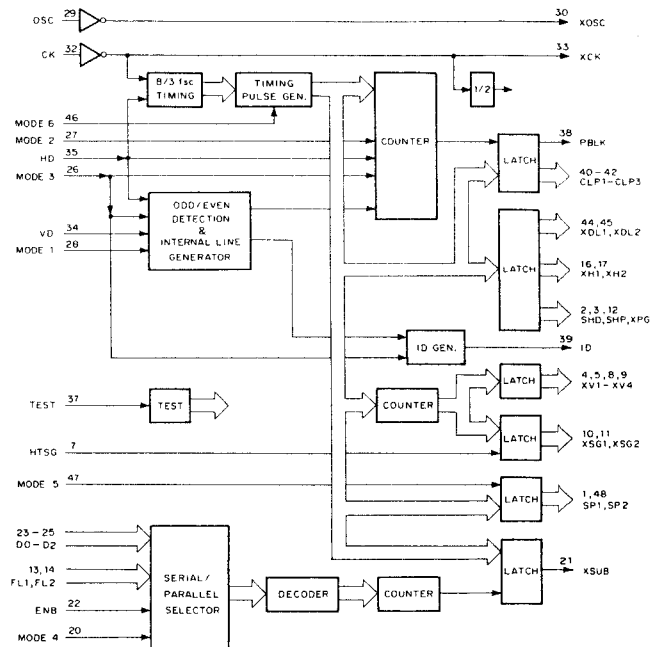 OSC 29
30 XOSC
CK 32
33 XCK
8/3 fsc
TIMING
TIMING
PULSE GEN.
1/2
MODE 6 46
MODE 2 27
HD 35
MODE 3 26
COUNTER
LATCH
38 PBLK
40-42
CLP1-CLP3
ODD/EVEN
DETECTION
&
INTERNAL LINE
GENERATOR
VD 34
MODE 1 28
LATCH
44,45
XDL1,XDL2
16,17
XH1,XH2
2,3,12
SHD,SHP,XPG
ID GEN.
39 ID
TEST 37
TEST
COUNTER
LATCH
4,5,8,9
XV1-XV4
HTSG 7
LATCH
10,11
XSG1,XSG2
MODE 5 47
LATCH
1,48
SP1,SP2
23-25
D0-D2
13,14
FL1,FL2
ENB 22
MODE 4 20
SERIAL/
PARALLEL
SELECTOR
DECODER
COUNTER
LATCH
21 XSUB